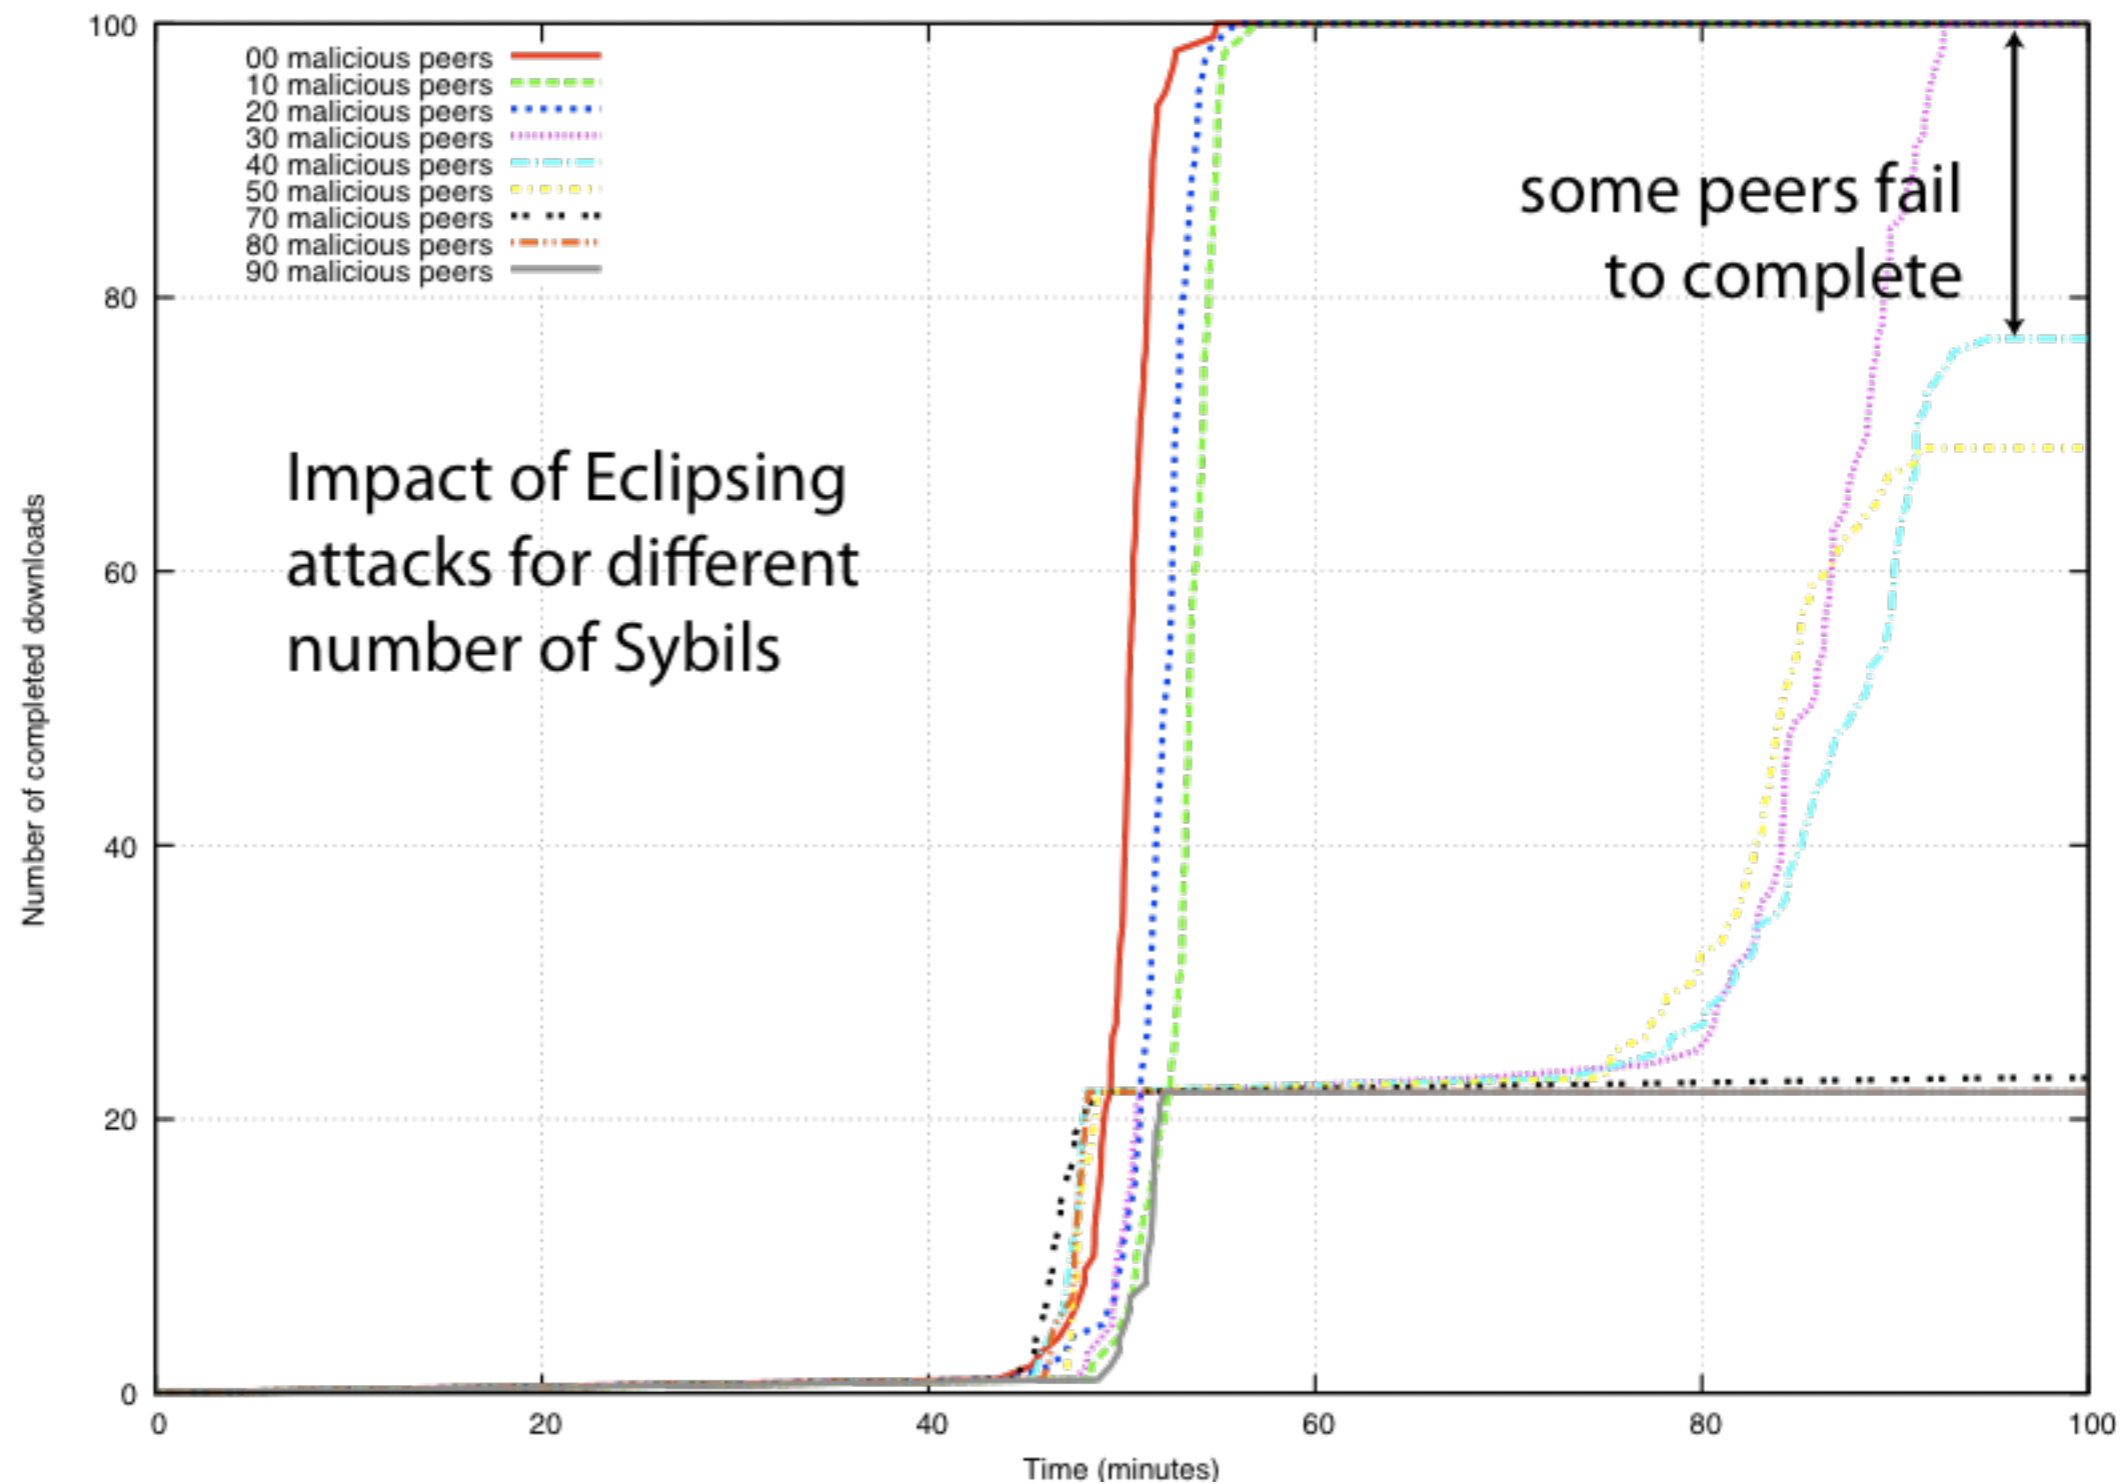 100
80
60
40
20
0
Number of completed downloads
00 malicious peers
10 malicious peers
20 malicious peers
30 malicious peers
40 malicious peers
50 malicious peers
70 malicious peers
80 malicious peers
90 malicious peers
some peers fail
to complete
Impact of Eclipsing
attacks for different
number of Sybils
0 20 40 60 80 100
Time (minutes)